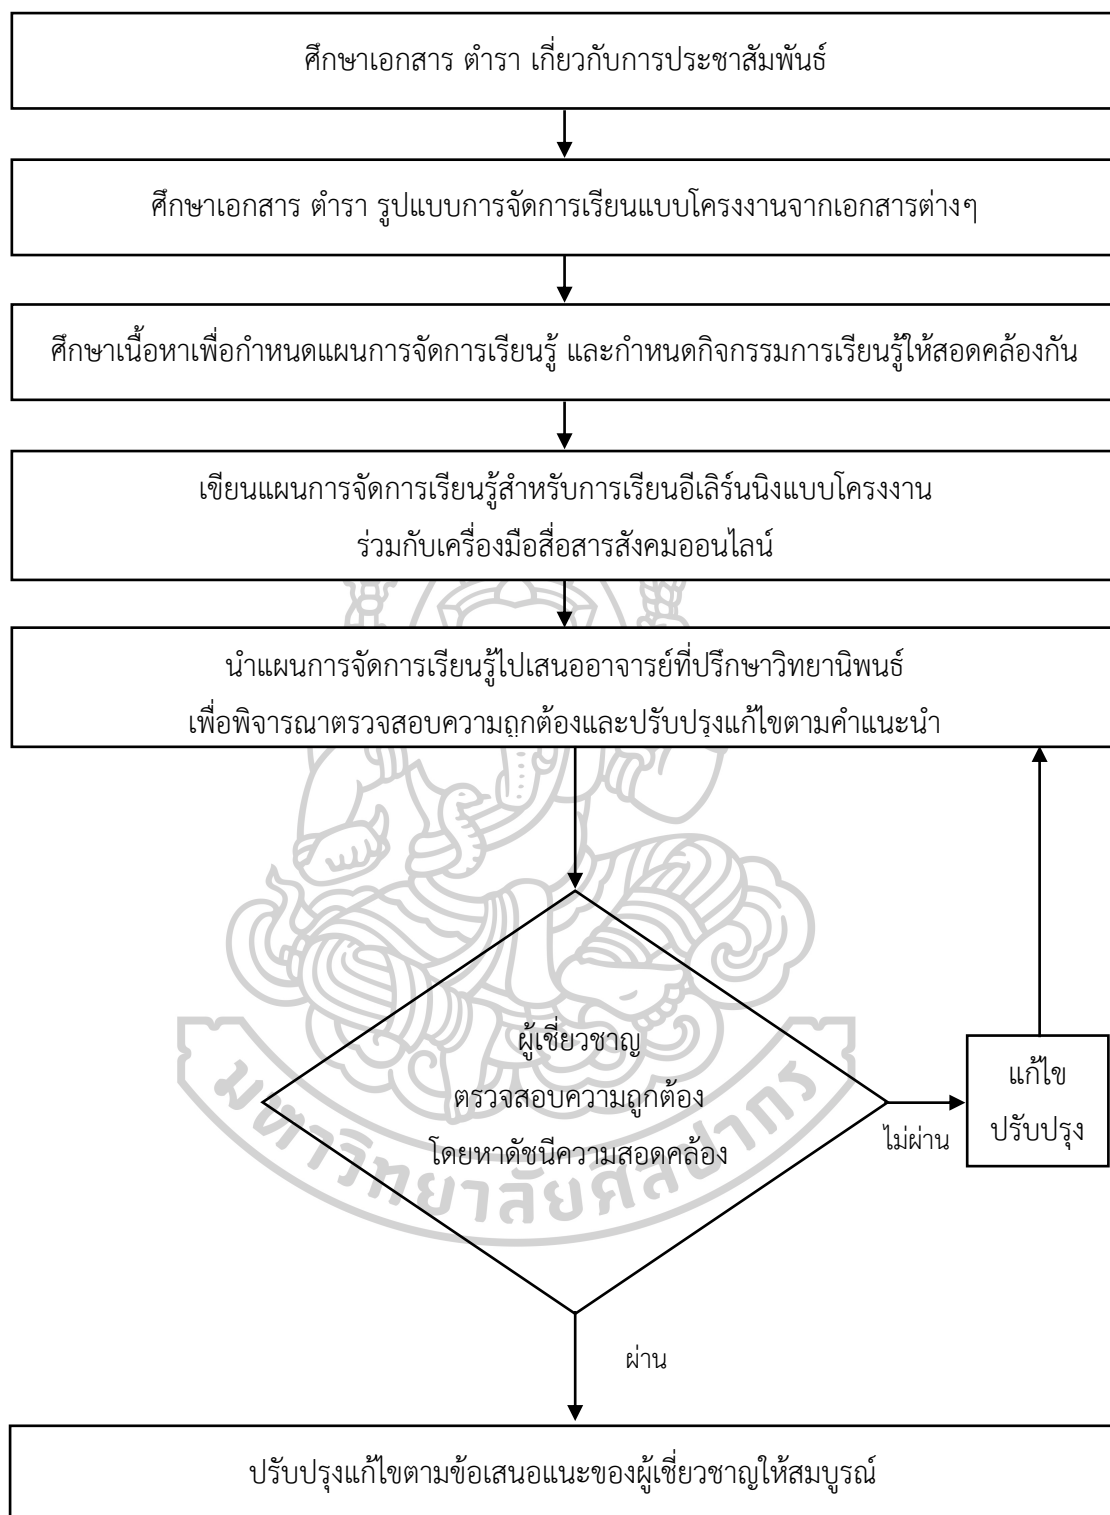 ศึกษาเอกสาร ตำรา เกี่ยวกับการประชาสัมพันธ์
ศึกษาเอกสาร ตำรา รูปแบบการจัดการเรียนแบบโครงงานจากเอกสารต่างๆ
ศึกษาเนื้อหาเพื่อกำหนดแผนการจัดการเรียนรู้ และกำหนดกิจกรรมการเรียนรู้ให้สอดคล้องกัน
เขียนแผนการจัดการเรียนรู้สำหรับการเรียนอีเลิร์นนิงแบบโครงงาน
ร่วมกับเครื่องมือสื่อสารสังคมออนไลน์
นำแผนการจัดการเรียนรู้ไปเสนออาจารย์ที่ปรึกษาวิทยานิพนธ์
เพื่อพิจารณาตรวจสอบความถูกต้องและปรับปรุงแก้ไขตามคำแนะนำ
ผู้เชี่ยวชาญ
ตรวจสอบความถูกต้อง
โดยหาดัชนีความสอดคล้อง
ไม่ผ่าน
แก้ไข
ปรับปรุง
มหาวิทยาลัยศิลปากร
ผ่าน
ปรับปรุงแก้ไขตามข้อเสนอแนะของผู้เชี่ยวชาญให้สมบูรณ์